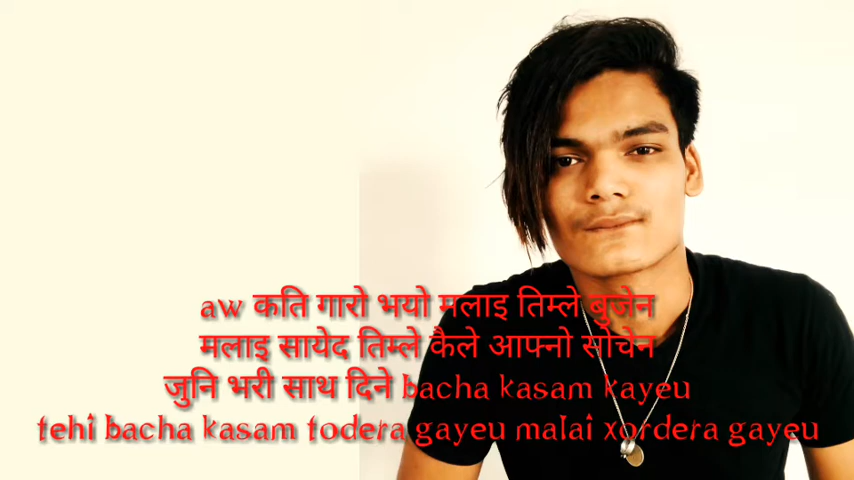 aw कति गारो भयो मलाइ तिम्ले बुजेन
मलाइ सायेद तिम्ले कैले आफ्नो सोचेन
जुनि भरी साथ दिने bacha kasam kayeu
tehi bacha kasam todera gayeu malai xordera gayeu